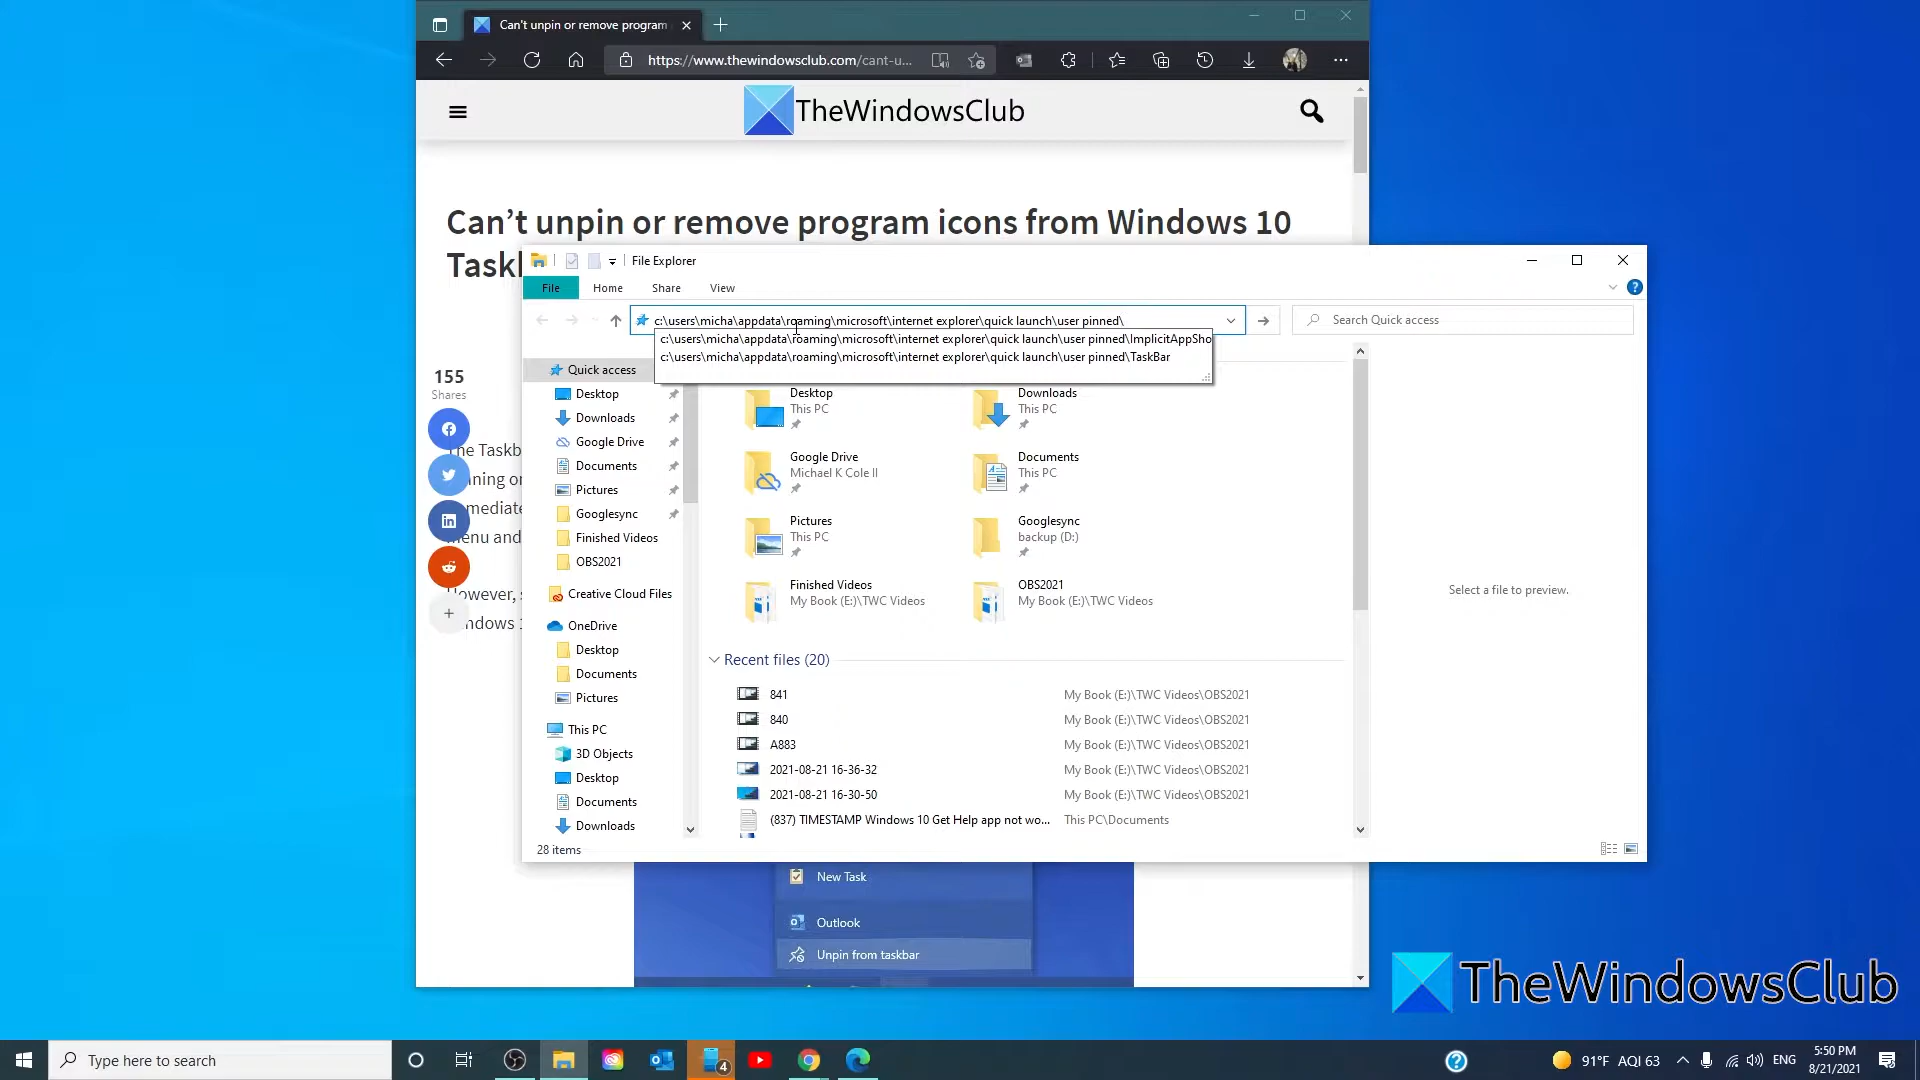 Can't unpin or remove program
https://www.thewindowsclub.com/cant-u...
TheWindowsClub
Can't unpin or remove program icons from Windows 10
Taskb
File Explorer
File Home Share View
c:\users\micha\appdata\roaming\microsoft\internet explorer\quick launch\user pinned\
Search Quick access
c:\users\micha\appdata\roaming\microsoft\internet explorer\quick launch\user pinned\ImplicitAppSho
c:\users\micha\appdata\roaming\microsoft\internet explorer\quick launch\user pinned\TaskBar
155
Shares
Quick access
Desktop
Downloads
Google Drive
Documents
Pictures
Googlesync
Finished Videos
OBS2021
Creative Cloud Files
OneDrive
Desktop
Documents
Pictures
This PC
3D Objects
Desktop
Documents
Downloads
Desktop
This PC
Downloads
This PC
Google Drive
Michael K Cole II
Documents
This PC
Pictures
This PC
Googlesync
backup (D:)
Finished Videos
My Book (E:)\TWC Videos
OBS2021
My Book (E:)\TWC Videos
Recent files (20)
841 My Book (E:)\TWC Videos\OBS2021
840 My Book (E:)\TWC Videos\OBS2021
A883 My Book (E:)\TWC Videos\OBS2021
2021-08-21 16-36-32 My Book (E:)\TWC Videos\OBS2021
2021-08-21 16-30-50 My Book (E:)\TWC Videos\OBS2021
(837) TIMESTAMP Windows 10 Get Help app not wo... This PC\Documents
Select a file to preview.
28 items
The Taskb
ning or
mediate
menu and
However, s
indows 1
New Task
Outlook
Unpin from taskbar
TheWindowsClub
Type here to search
4
91°F AQI 63
ENG
5:50 PM
8/21/2021